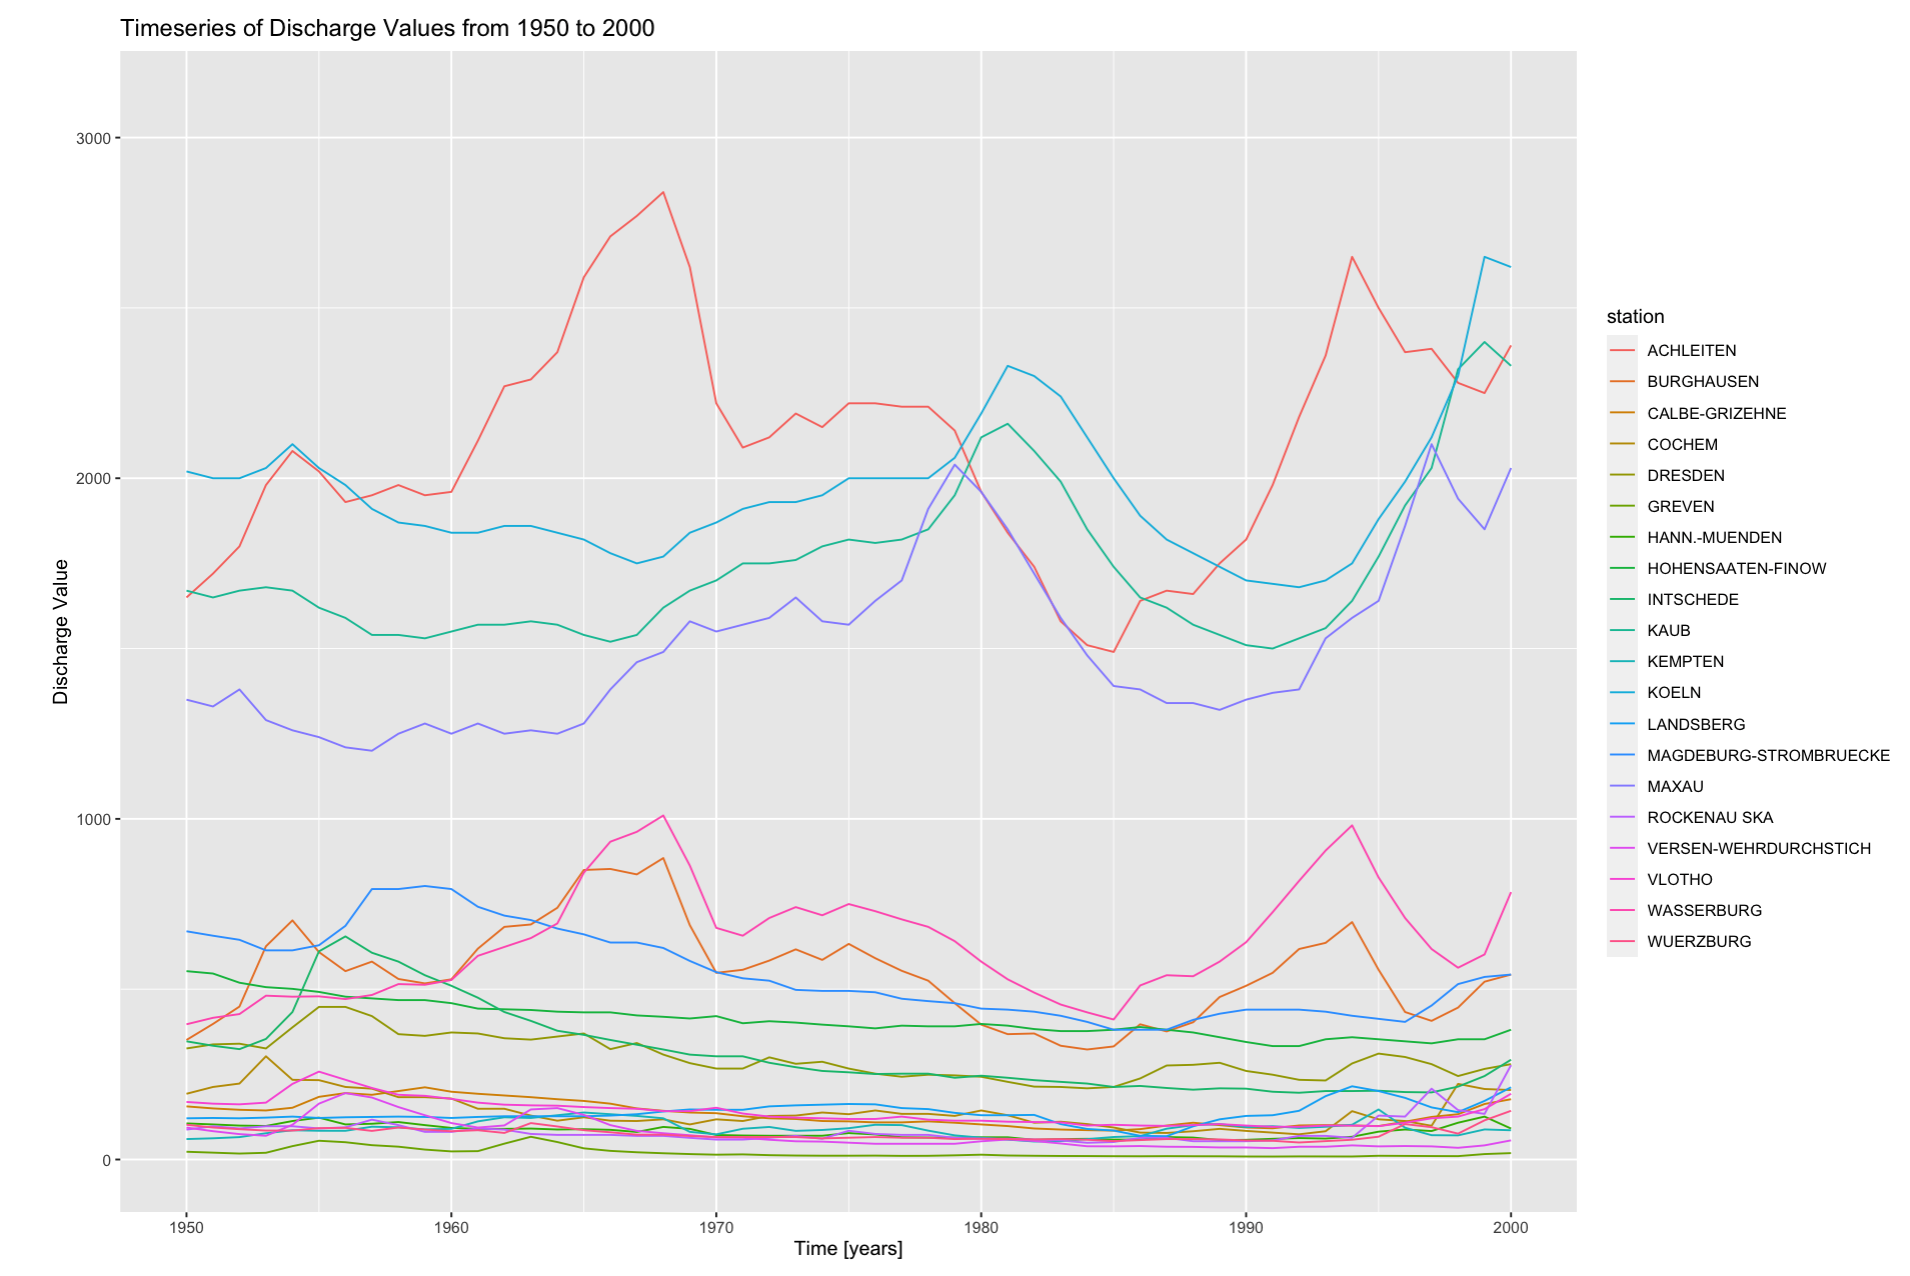 Timeseries of Discharge Values from 1950 to 2000
3000
2000
1000
0
Discharge Value
1950 1960 1970 1980 1990 2000
Time [years]
station
ACHLEITEN
BURGHAUSEN
CALBE-GRIZEHNE
COCHEM
DRESDEN
GREVEN
HANN.-MUENDEN
HOHENSAATEN-FINOW
INTSCHEDE
KAUB
KEMPTEN
KOELN
LANDSBERG
MAGDEBURG-STROMBRUECKE
MAXAU
ROCKENAU SKA
VERSEN-WEHRDURCHSTICH
VLOTHO
WASSERBURG
WUERZBURG